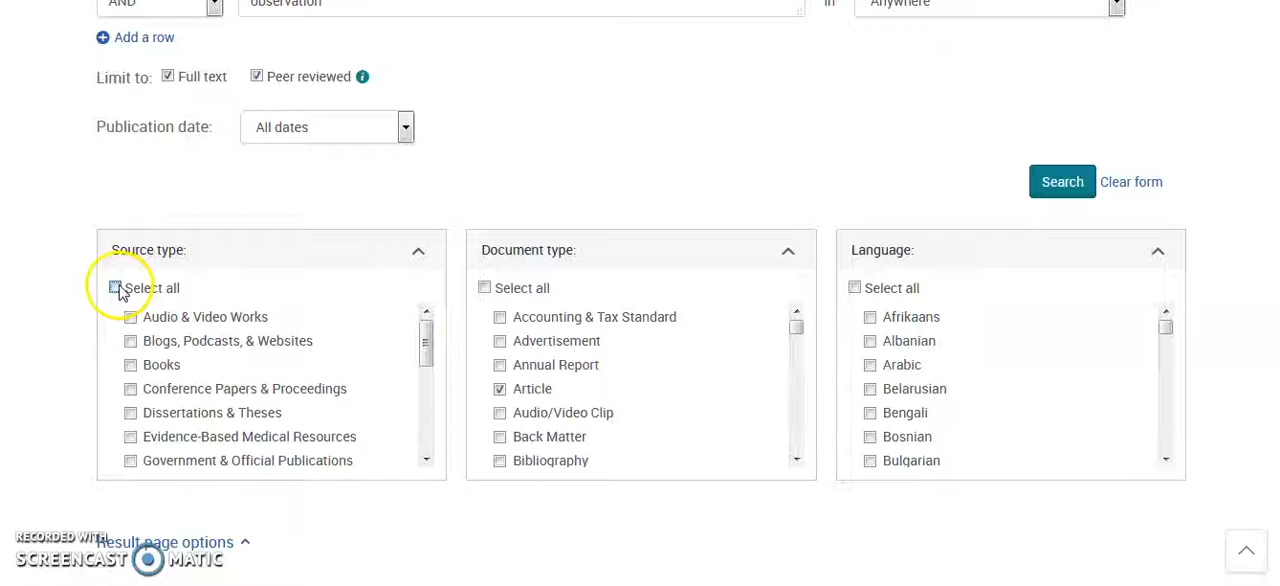 AND observation in Anywhere
Add a row
Limit to: Full text Peer reviewed i
Publication date: All dates
Search Clear form
Source type: Document type: Language:
Select all Select all Select all
Audio & Video Works Accounting & Tax Standard Afrikaans
Blogs, Podcasts, & Websites Advertisement Albanian
Books Annual Report Arabic
Conference Papers & Proceedings Article Belarusian
Dissertations & Theses Audio/Video Clip Bengali
Evidence-Based Medical Resources Back Matter Bosnian
Government & Official Publications Bibliography Bulgarian
Result page options
RECORDED WITH
SCREENCAST MATIC